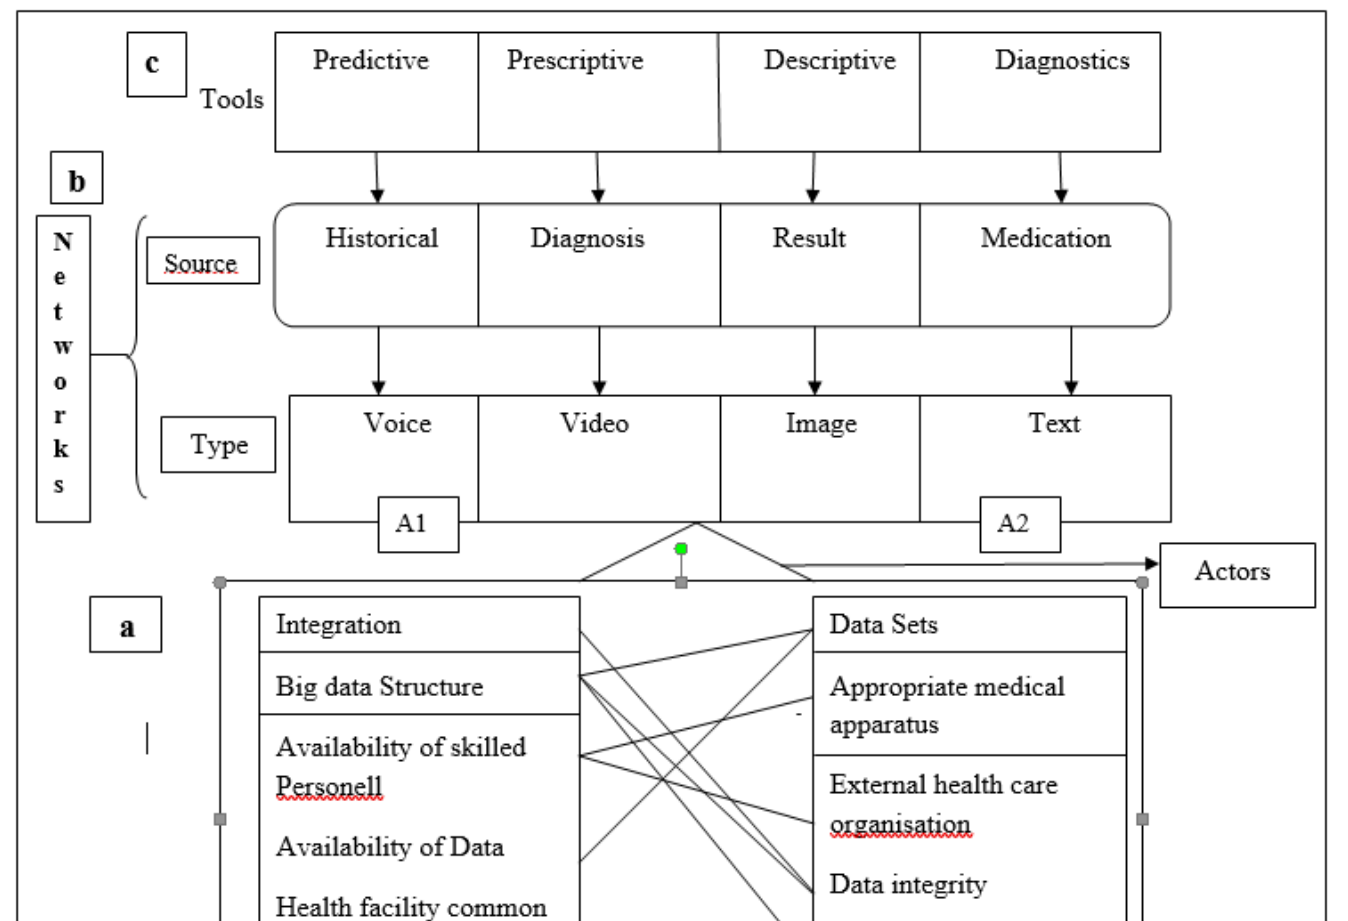 c
Tools
Predictive
Prescriptive
Descriptive
Diagnostics
b
Networks
Source
Historical
Diagnosis
Result
Medication
Type
Voice
Video
Image
Text
A1
A2
Actors
a
Integration
Big data Structure
Availability of skilled
Personell
Availability of Data
Health facility common
Data Sets
Appropriate medical
apparatus
External health care
organisation
Data integrity